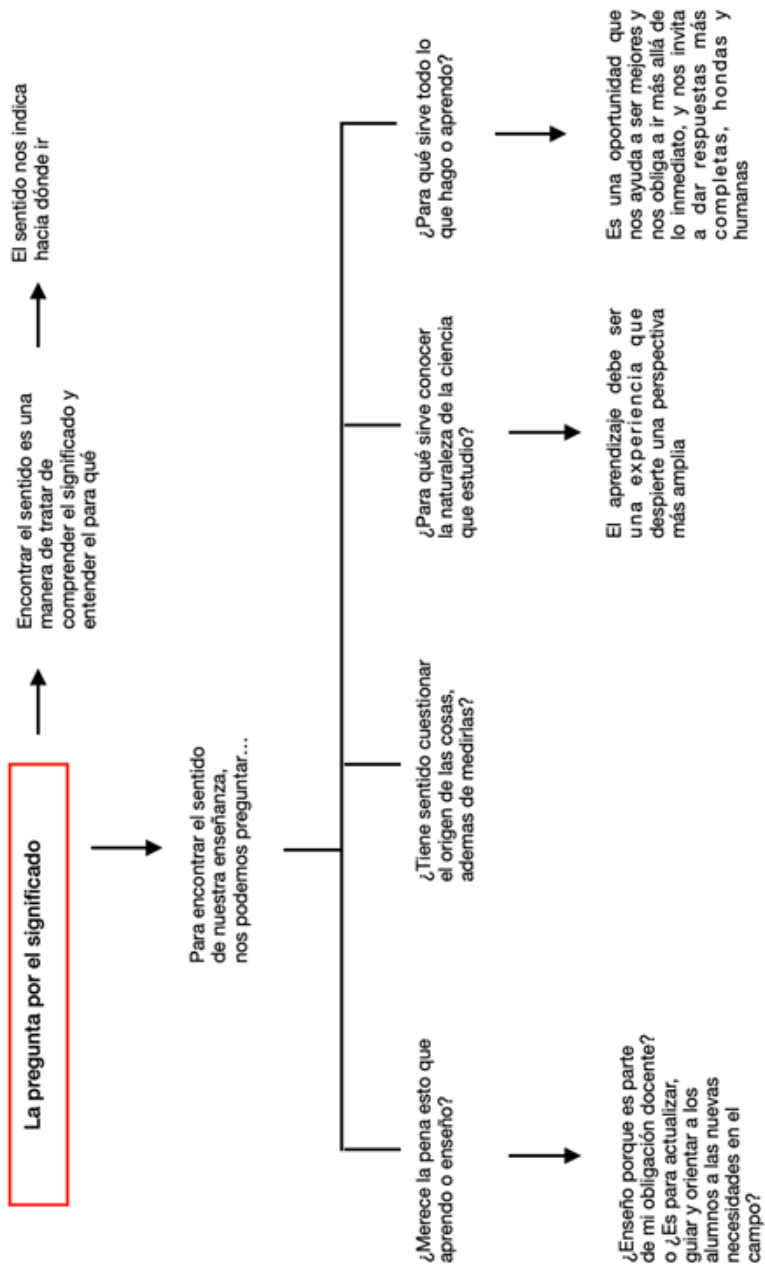 La pregunta por el significado
Encontrar el sentido es una
manera de tratar de
comprender el significado y
entender el para qué
El sentido nos indica
hacia dónde ir
Para encontrar el sentido
de nuestra enseñanza,
nos podemos preguntar…
¿Merece la pena esto que
aprendo o enseño?
¿Tiene sentido cuestionar
el origen de las cosas,
ademas de medirlas?
¿Para qué sirve conocer
la naturaleza de la ciencia
que estudio?
¿Para qué sirve todo lo
que hago o aprendo?
¿Enseño porque es parte
de mi obligación docente?
o ¿Es para actualizar,
guiar y orientar a los
alumnos a las nuevas
necesidades en el
campo?
El aprendizaje debe ser
una experiencia que
despierte una perspectiva
más amplia
Es una oportunidad que
nos ayuda a ser mejores y
nos obliga a ir más allá de
lo inmediato, y nos invita
a dar respuestas más
completas, hondas y
humanas